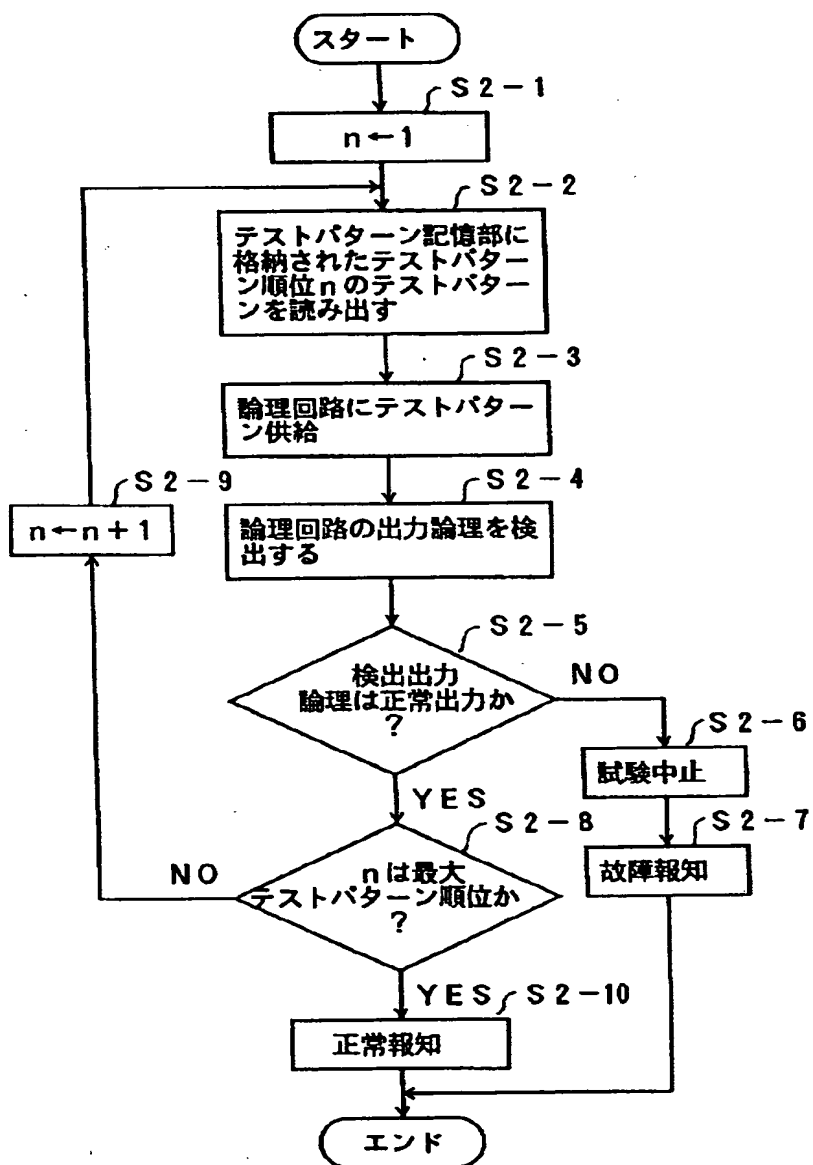 スタート
S2-1
n←1
S2-2
テストパターン記憶部に
格納されたテストパター
ン順位nのテストパター
ンを読み出す
S2-3
論理回路にテストパター
ン供給
S2-4
論理回路の出力論理を検
出する
S2-9
n←n+1
S2-5
検出出力
論理は正常出力か
?
NO
S2-6
試験中止
YES
S2-7
故障報知
S2-8
nは最大
テストパターン順位か
?
NO
YES
S2-10
正常報知
エンド